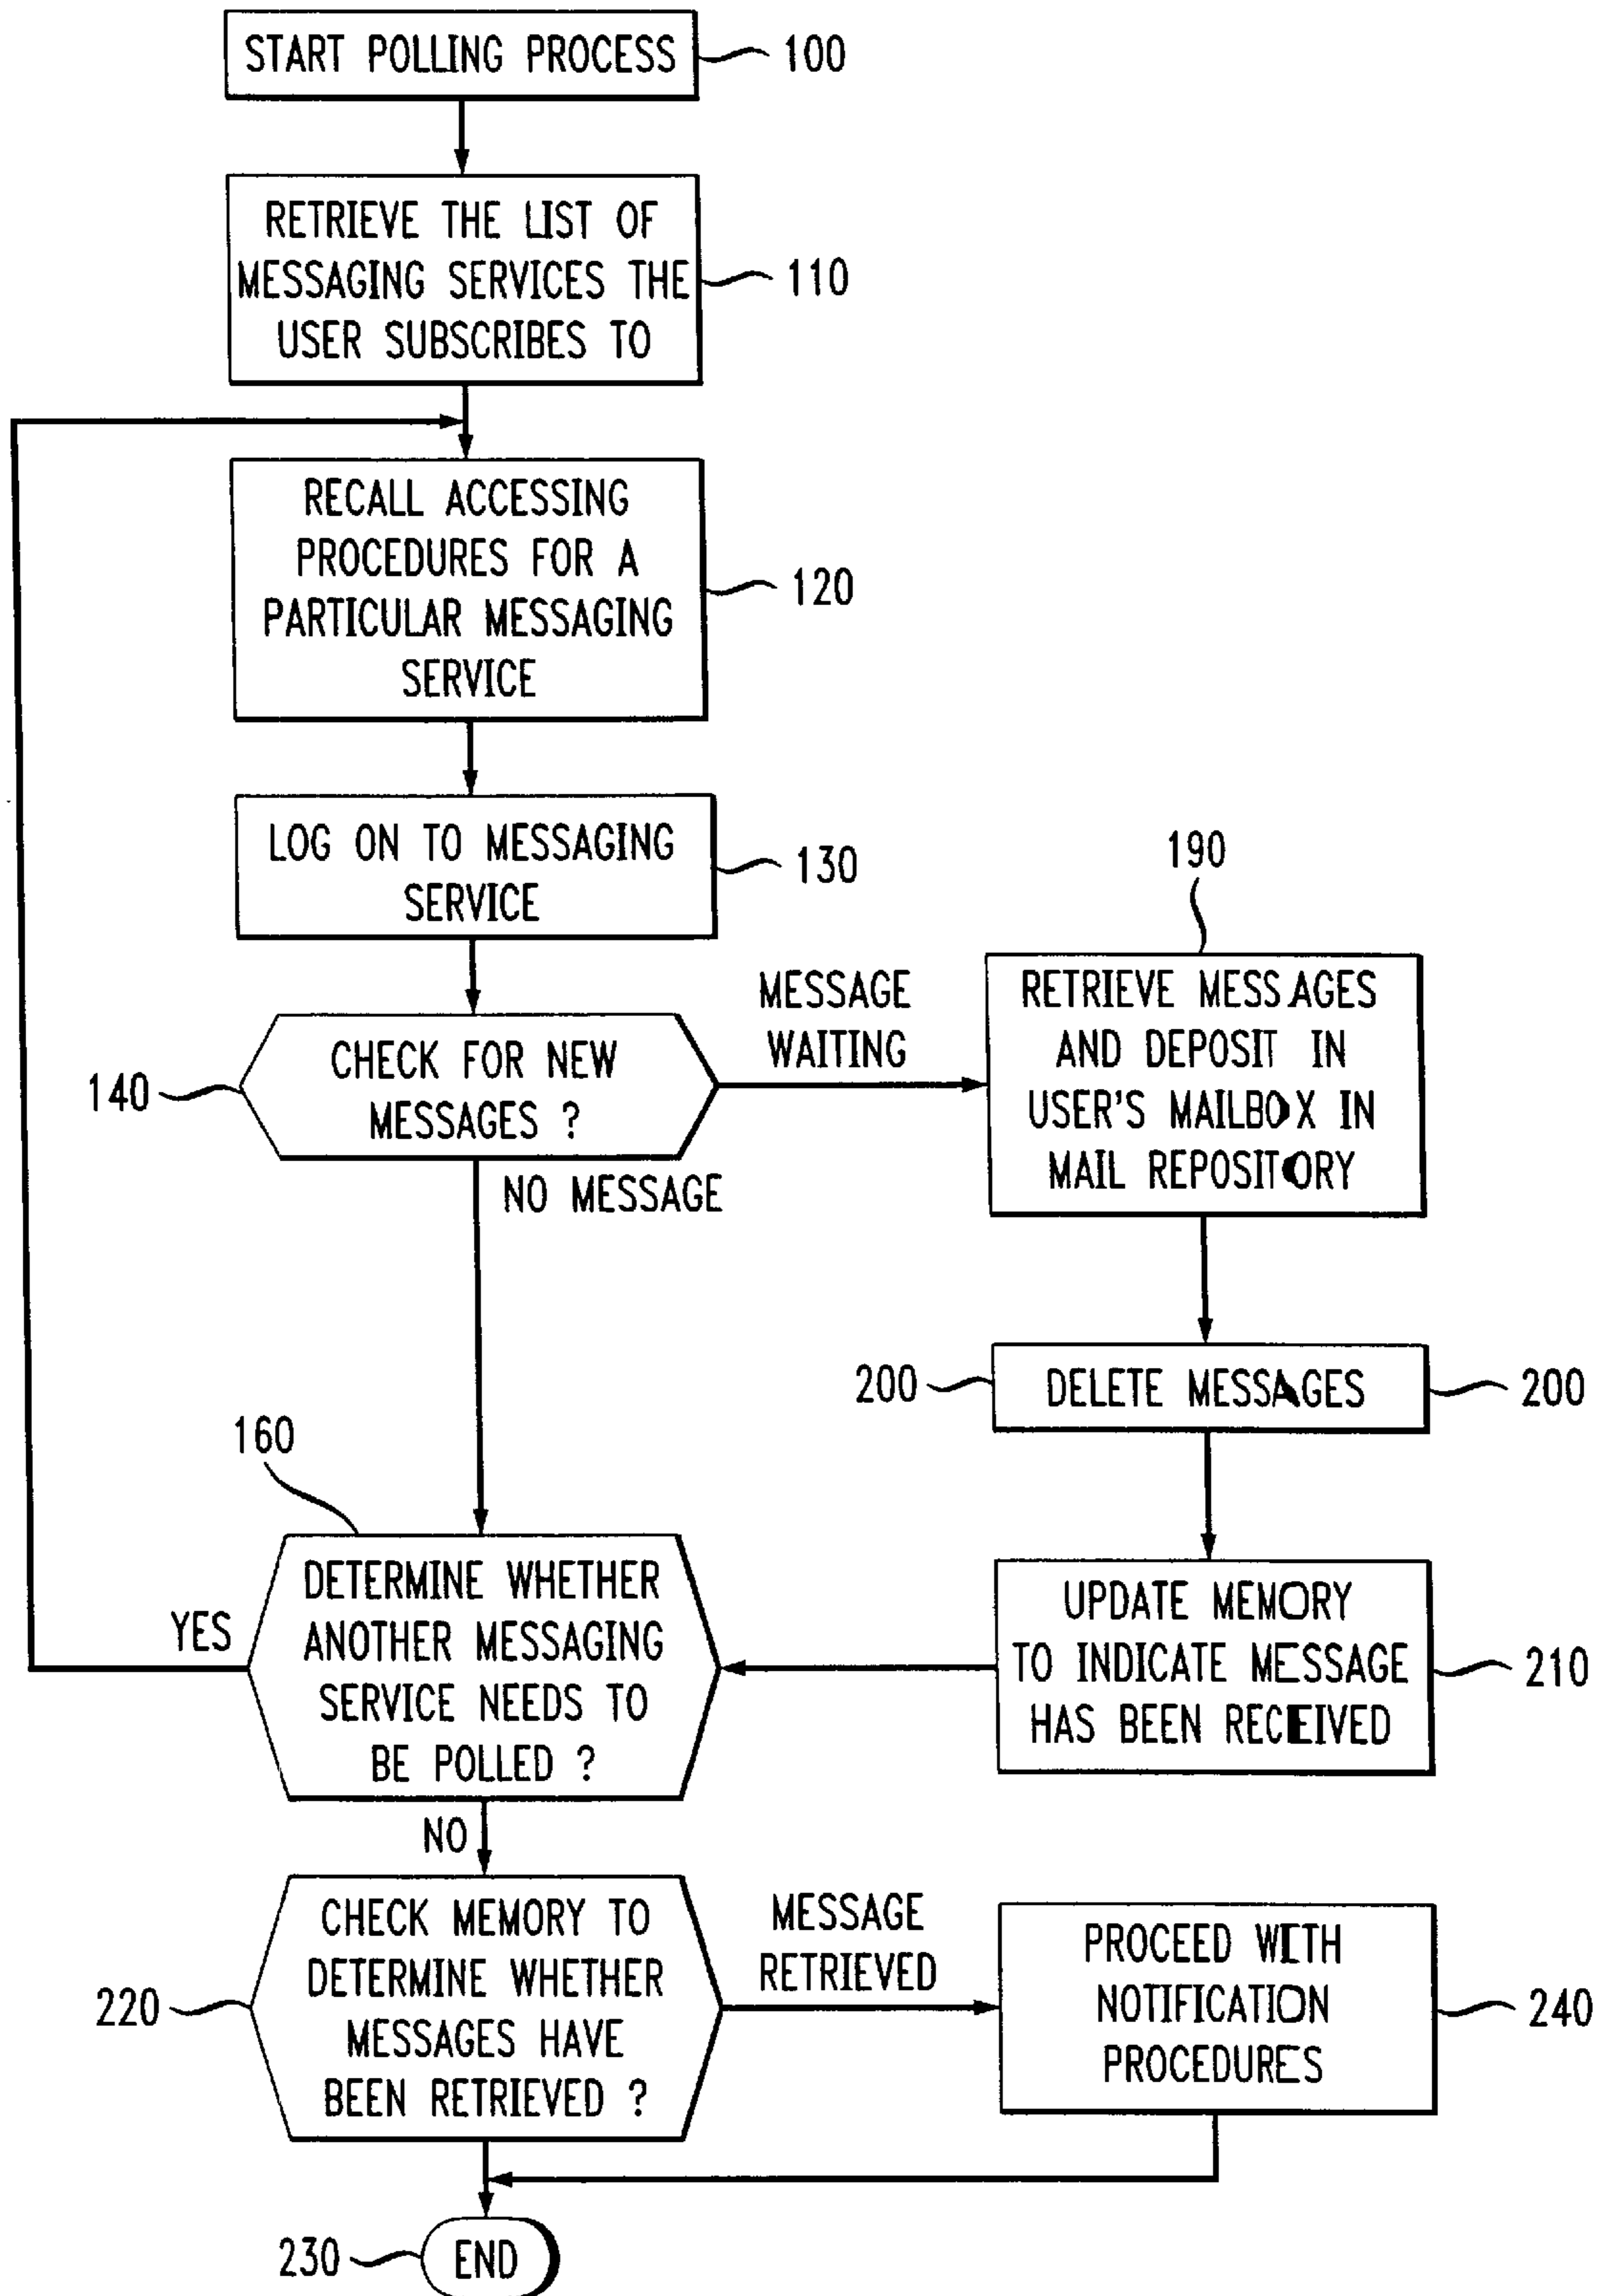 START POLLING PROCESS
100
RETRIEVE THE LIST OF
MESSAGING SERVICES THE
USER SUBSCRIBES TO
110
RECALL ACCESSING
PROCEDURES FOR A
PARTICULAR MESSAGING
SERVICE
120
LOG ON TO MESSAGING
SERVICE
130
CHECK FOR NEW
MESSAGES ?
140
MESSAGE
WAITING
NO MESSAGE
190
RETRIEVE MESSAGES
AND DEPOSIT IN
USER'S MAILBOX IN
MAIL REPOSITORY
200
DELETE MESSAGES
200
160
DETERMINE WHETHER
ANOTHER MESSAGING
SERVICE NEEDS TO
BE POLLED ?
YES
NO
UPDATE MEMORY
TO INDICATE MESSAGE
HAS BEEN RECEIVED
210
CHECK MEMORY TO
DETERMINE WHETHER
MESSAGES HAVE
BEEN RETRIEVED ?
220
MESSAGE
RETRIEVED
PROCEED WITH
NOTIFICATION
PROCEDURES
240
230
END